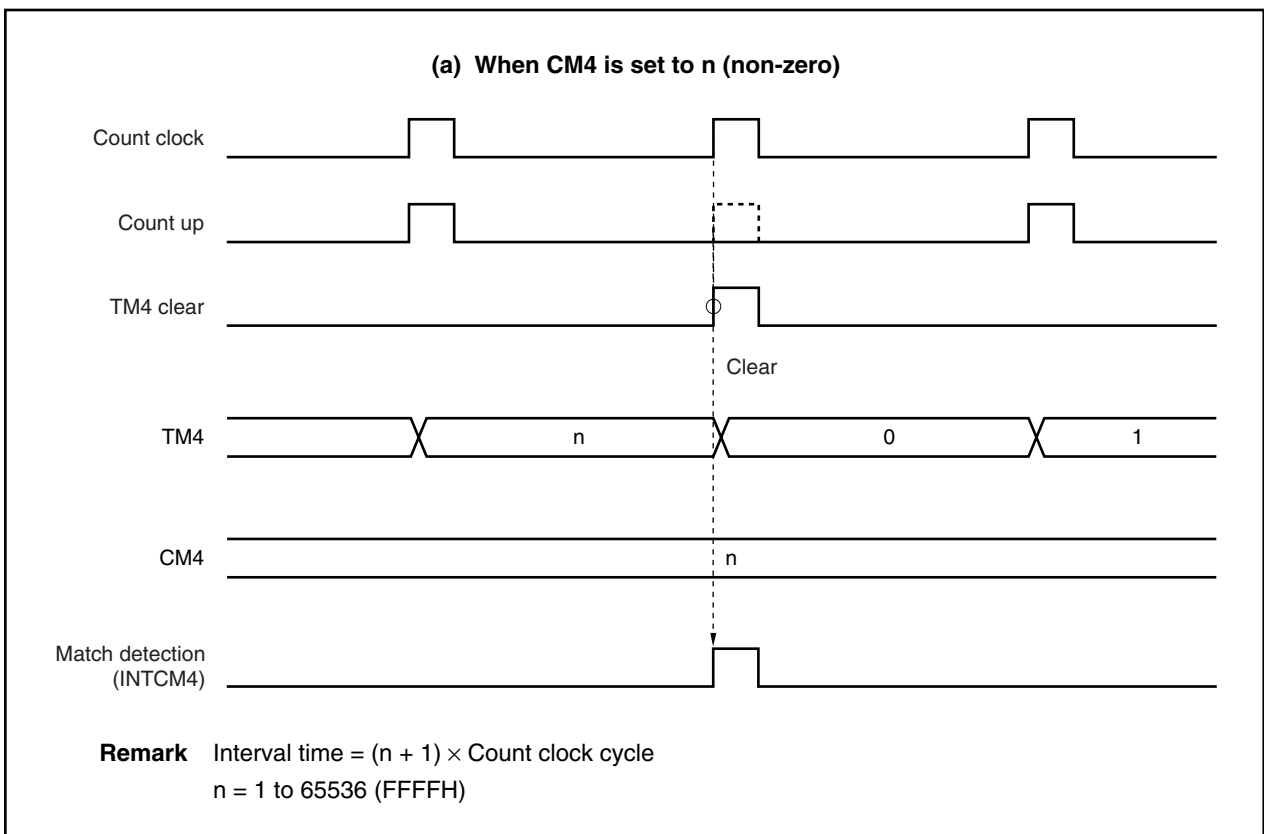 (a) When CM4 is set to n (non-zero)
Count clock
Count up
TM4 clear
Clear
TM4
n
0
1
CM4
n
Match detection
(INTCM4)
Remark Interval time = (n + 1) × Count clock cycle
n = 1 to 65536 (FFFFH)